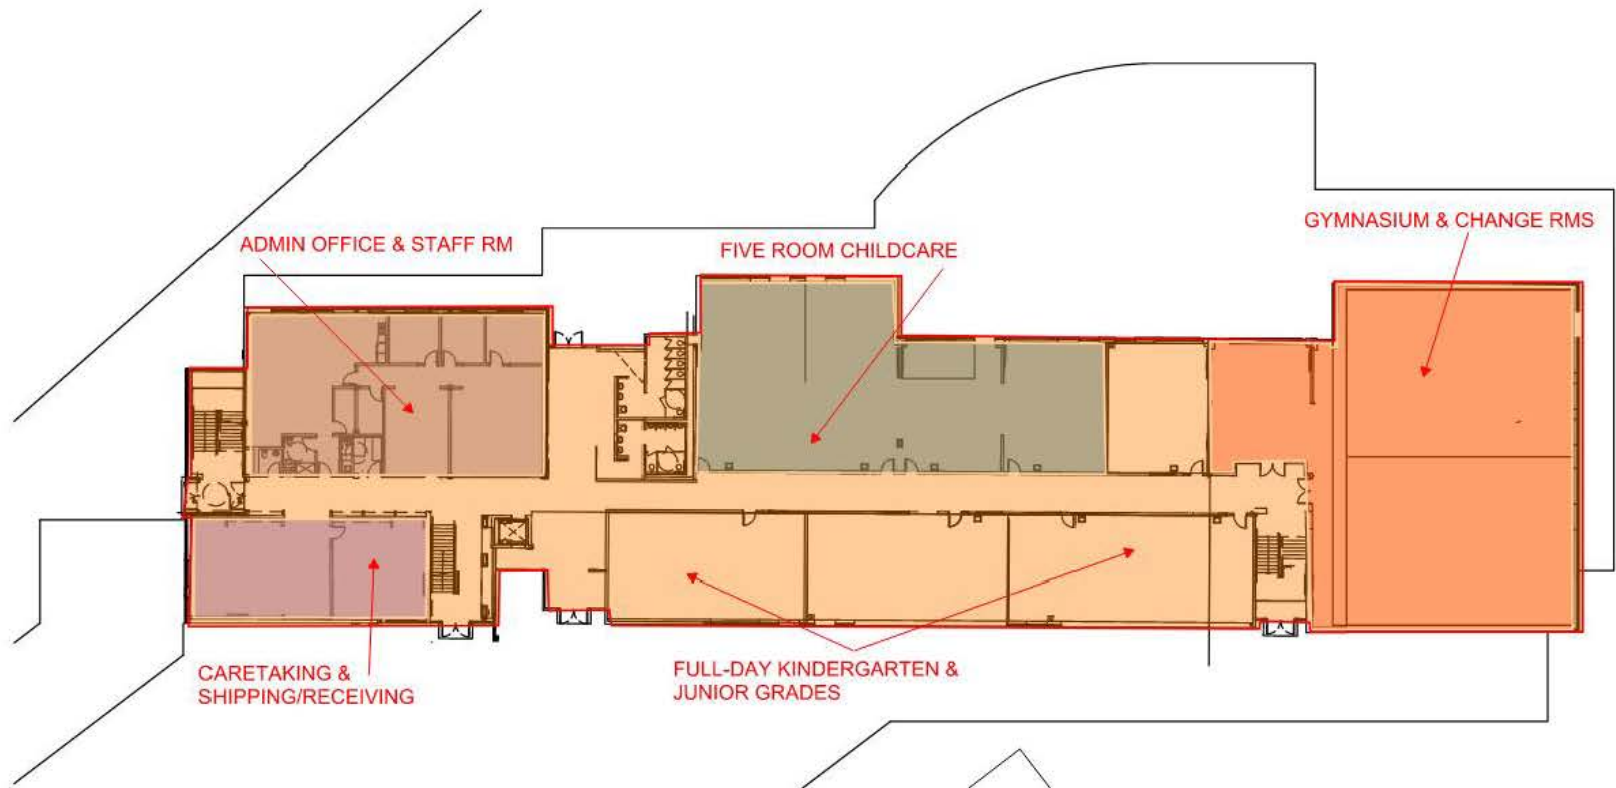 GYMNASIUM & CHANGE RMS
ADMIN OFFICE & STAFF RM
FIVE ROOM CHILDCARE
CARETAKING &
SHIPPING/RECEIVING
FULL-DAY KINDERGARTEN &
JUNIOR GRADES